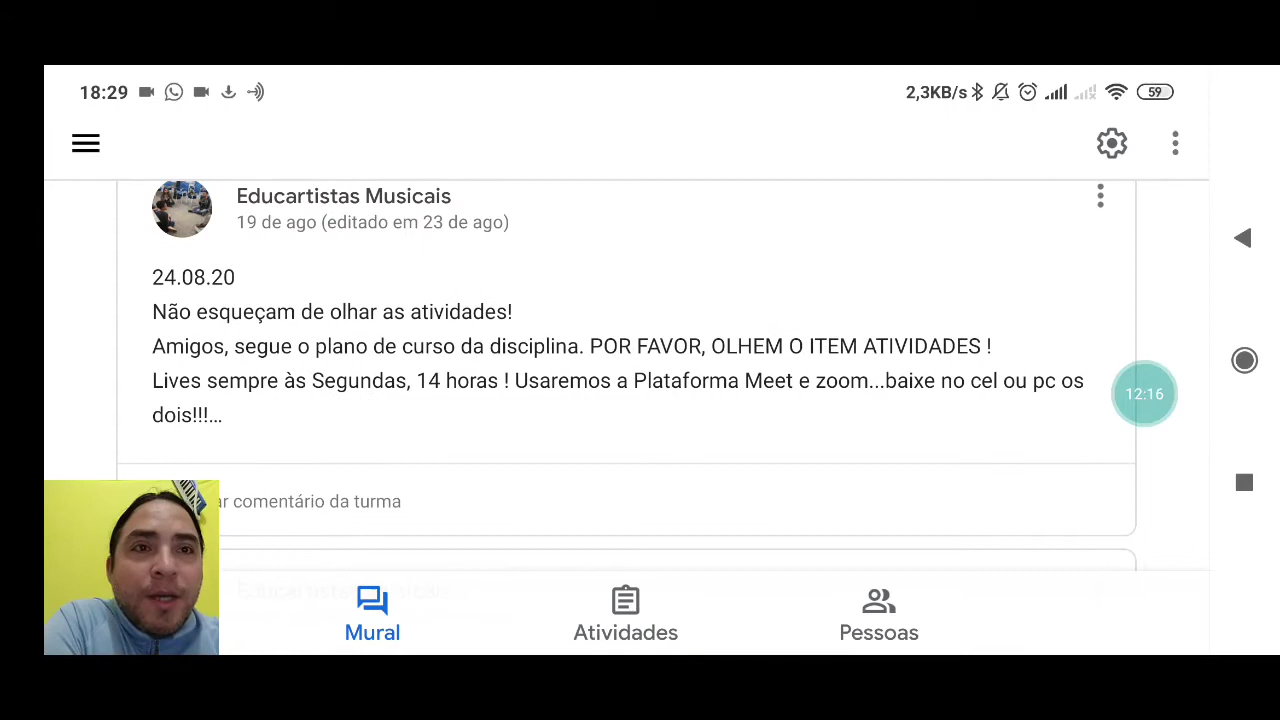 18:29
2,3KB/s
59
Educartistas Musicais
19 de ago (editado em 23 de ago)
24.08.20
Não esqueçam de olhar as atividades!
Amigos, segue o plano de curso da disciplina. POR FAVOR, OLHEM O ITEM ATIVIDADES !
Lives sempre às Segundas, 14 horas ! Usaremos a Plataforma Meet e zoom...baixe no cel ou pc os
dois!!!...
12:16
comentário da turma
Mural
Atividades
Pessoas